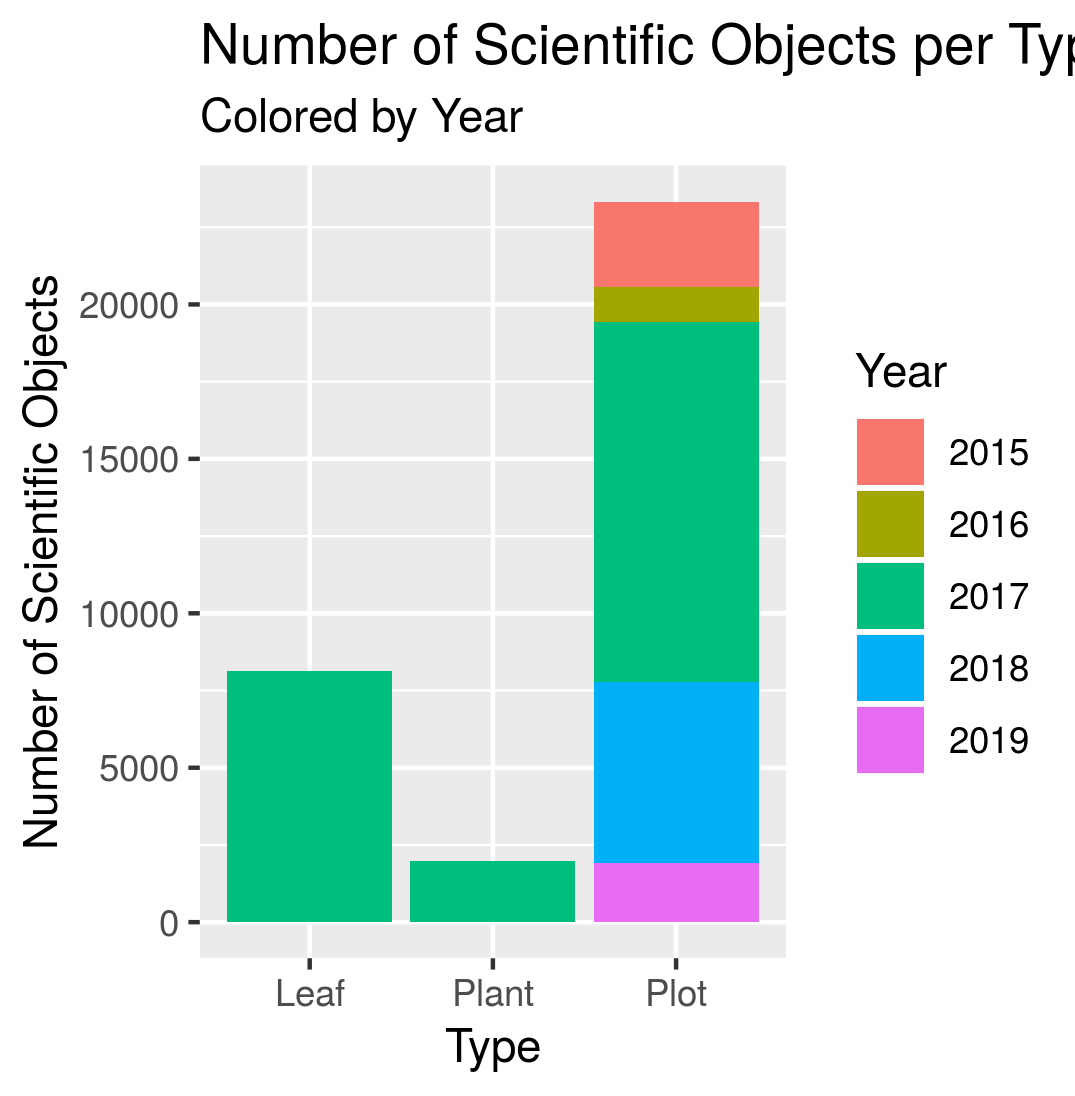 Number of Scientific Objects per Typ
Colored by Year
Number of Scientific Objects
20000
15000
10000
5000
0
Leaf Plant Plot
Type
Year
2015
2016
2017
2018
2019